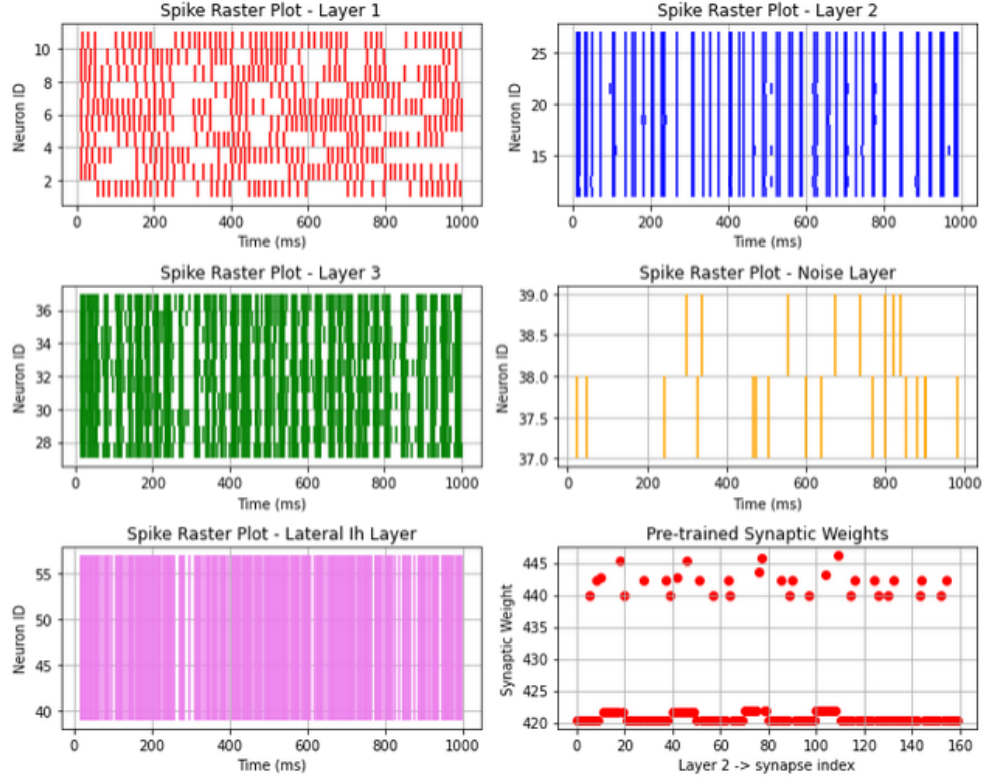 Spike Raster Plot - Layer 1
10
8
6
4
2
Neuron ID
0 200 400 600 800 1000
Time (ms)
Spike Raster Plot - Layer 2
25
20
15
Neuron ID
0 200 400 600 800 1000
Time (ms)
Spike Raster Plot - Layer 3
36
34
32
30
28
Neuron ID
0 200 400 600 800 1000
Time (ms)
Spike Raster Plot - Noise Layer
39.0
38.5
38.0
37.5
37.0
Neuron ID
0 200 400 600 800 1000
Time (ms)
Spike Raster Plot - Lateral Ih Layer
55
50
45
40
Neuron ID
0 200 400 600 800 1000
Time (ms)
Pre-trained Synaptic Weights
445
440
435
430
425
420
Synaptic Weight
0 20 40 60 80 100 120 140 160
Layer 2 -> synapse index